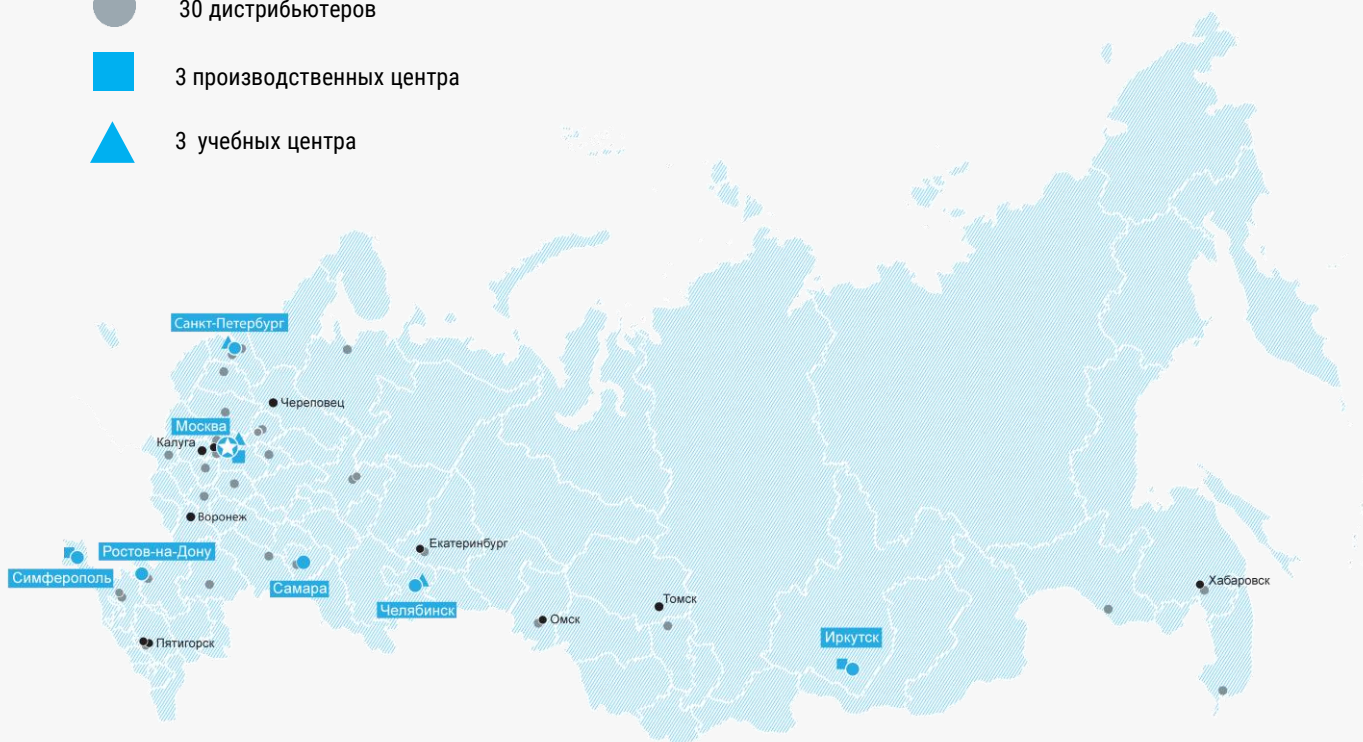 30 дистрибьютеров
3 производственных центра
3 учебных центра
Санкт-Петербург
Череповец
Москва
Калуга
Воронеж
Екатеринбург
Ростов-на-Дону
Симферополь
Самара
Челябинск
Хабаровск
Томск
Омск
Иркутск
Пятигорск